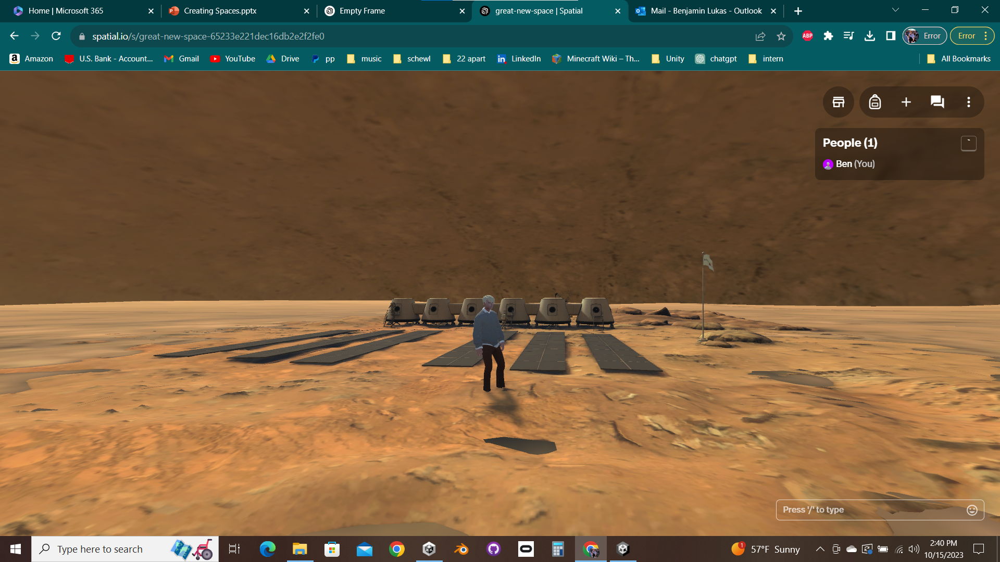 Home | Microsoft 365
Creating Spaces.pptx
Empty Frame
great-new-space | Spatial
Mail - Benjamin Lukas - Outlook
spatial.io/s/great-new-space-65233e221dec16db2e2f2fe0
ABP
Error
Error
Amazon
U.S. Bank - Account...
Gmail
YouTube
Drive
pp
music
schewl
22 apart
LinkedIn
Minecraft Wiki – Th...
Unity
chatgpt
intern
All Bookmarks
People (1)
`
Ben (You)
Press '/' to type
Type here to search
1
57°F Sunny
2:40 PM
10/15/2023